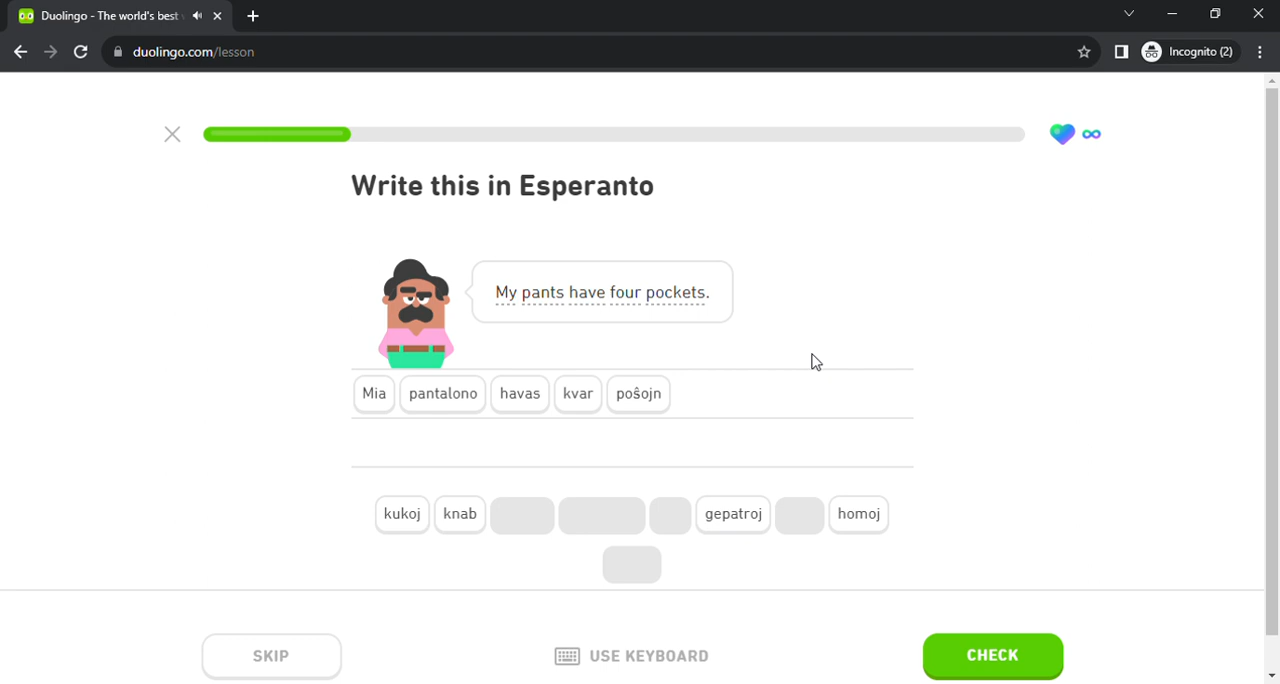 Duolingo - The world's best
duolingo.com/lesson
Incognito (2)
Write this in Esperanto
My pants have four pockets.
Mia pantalono havas kvar poŝojn
kukoj knab gepatroj homoj
SKIP USE KEYBOARD CHECK